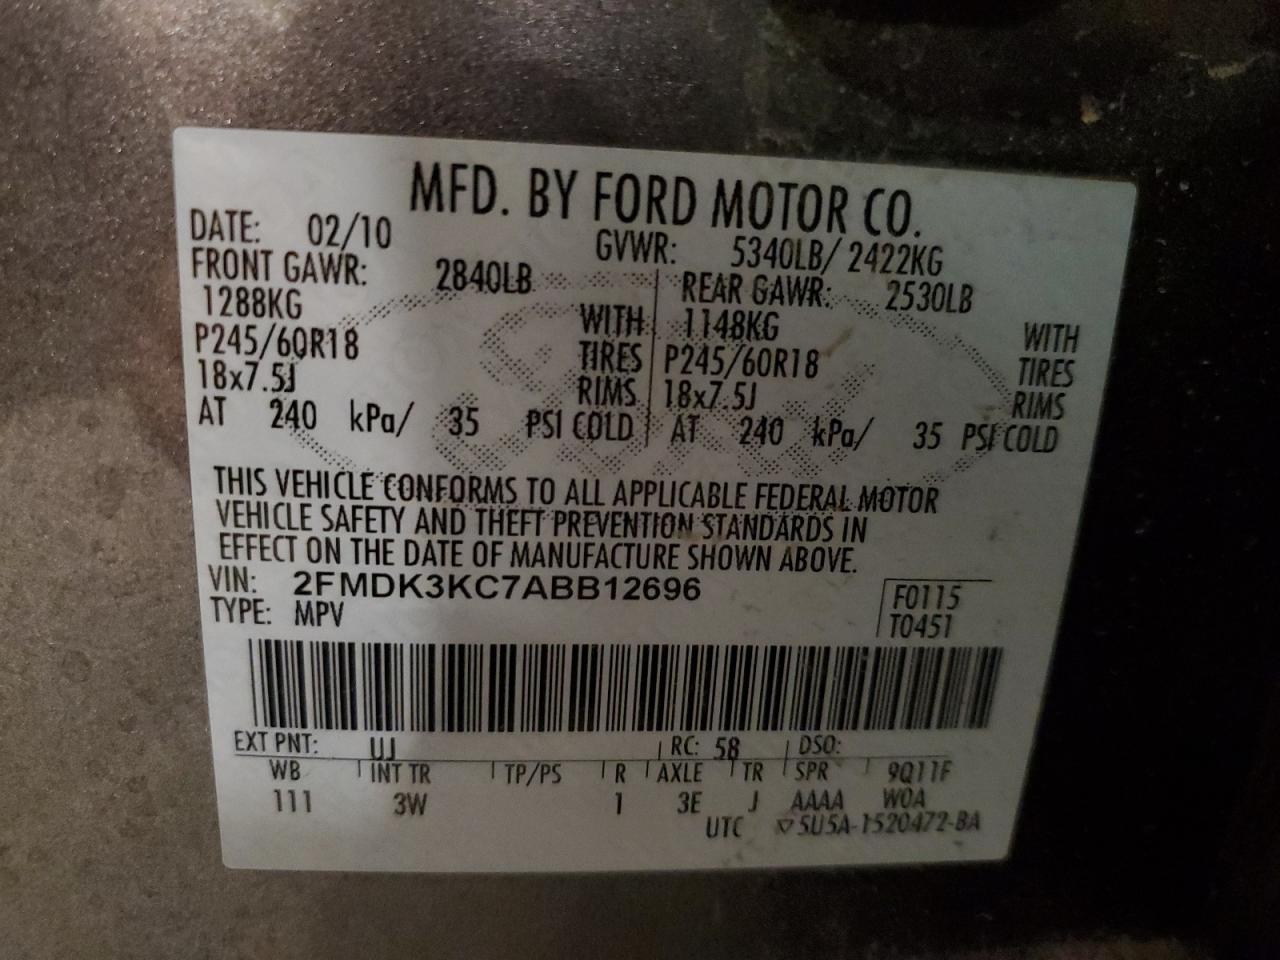 MFD. BY FORD MOTOR CO.
DATE: 02/10 GVWR: 5340LB/ 2422KG
FRONT GAWR: 2840LB REAR GAWR: 2530LB
1288KG WITH 1148KG WITH
P245/60R18 TIRES P245/60R18 TIRES
18x7.5J RIMS 18x7.5J RIMS
AT 240 kPa/ 35 PSI COLD AT 240 kPa/ 35 PSI COLD
THIS VEHICLE CONFORMS TO ALL APPLICABLE FEDERAL MOTOR
VEHICLE SAFETY AND THEFT PREVENTION STANDARDS IN
EFFECT ON THE DATE OF MANUFACTURE SHOWN ABOVE.
VIN: 2FMDK3KC7ABB12696 F0115
TYPE: MPV T0451
EXT PNT: UJ RC: 58 DSO:
WB INT TR TP/PS R AXLE TR SPR 9Q11F
111 3W 1 3E J AAAA WOA
UTC ▽5U5A-1520472-BA